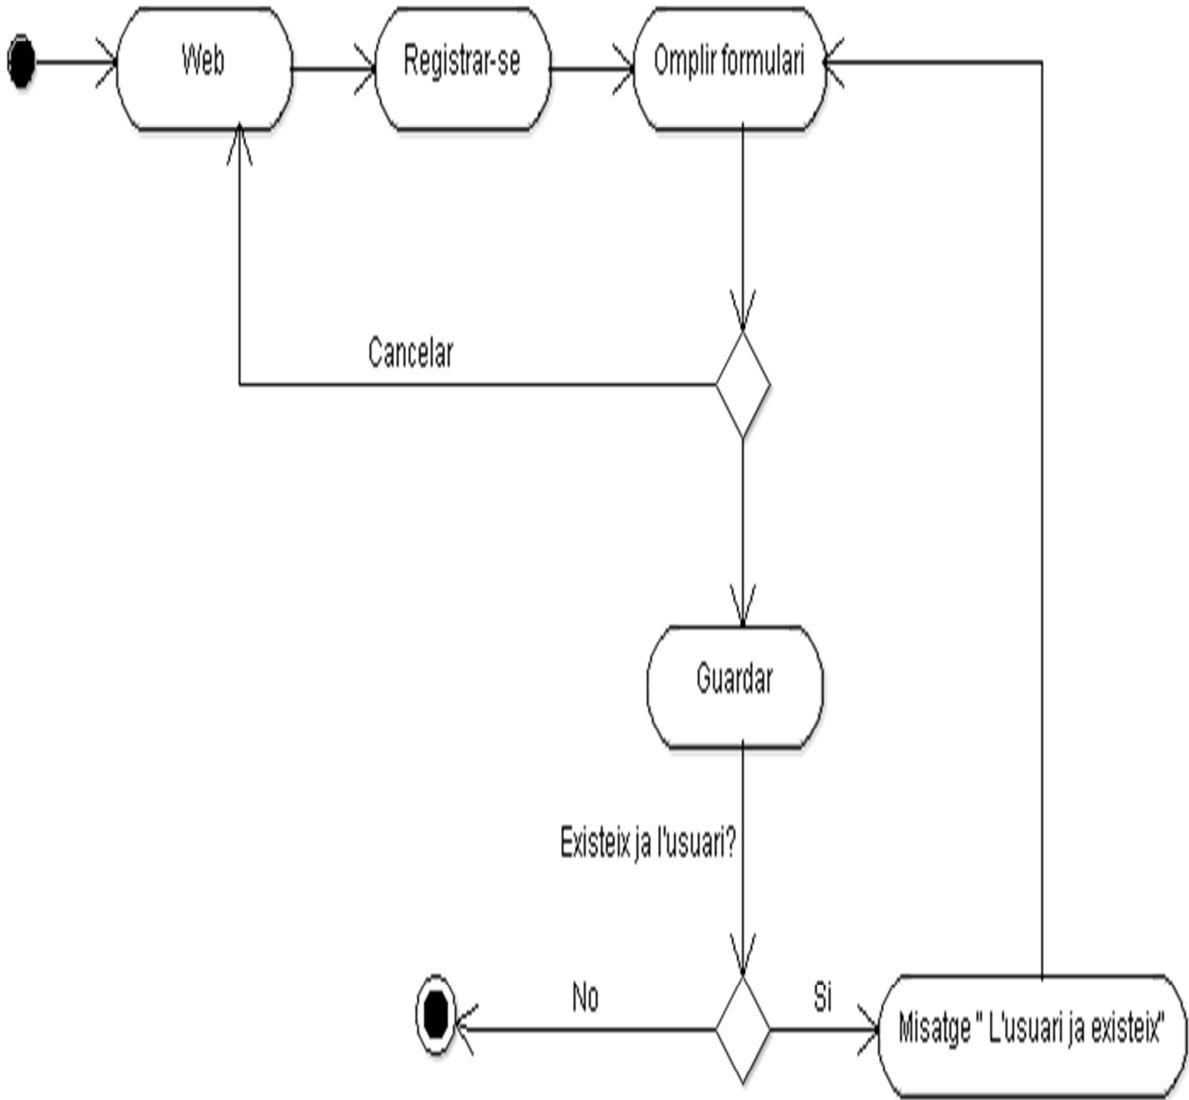 Web
Registrar-se
Omplir formulari
Cancelar
Guardar
Existeix ja l'usuari?
No
Si
Misatge " L'usuari ja existeix"